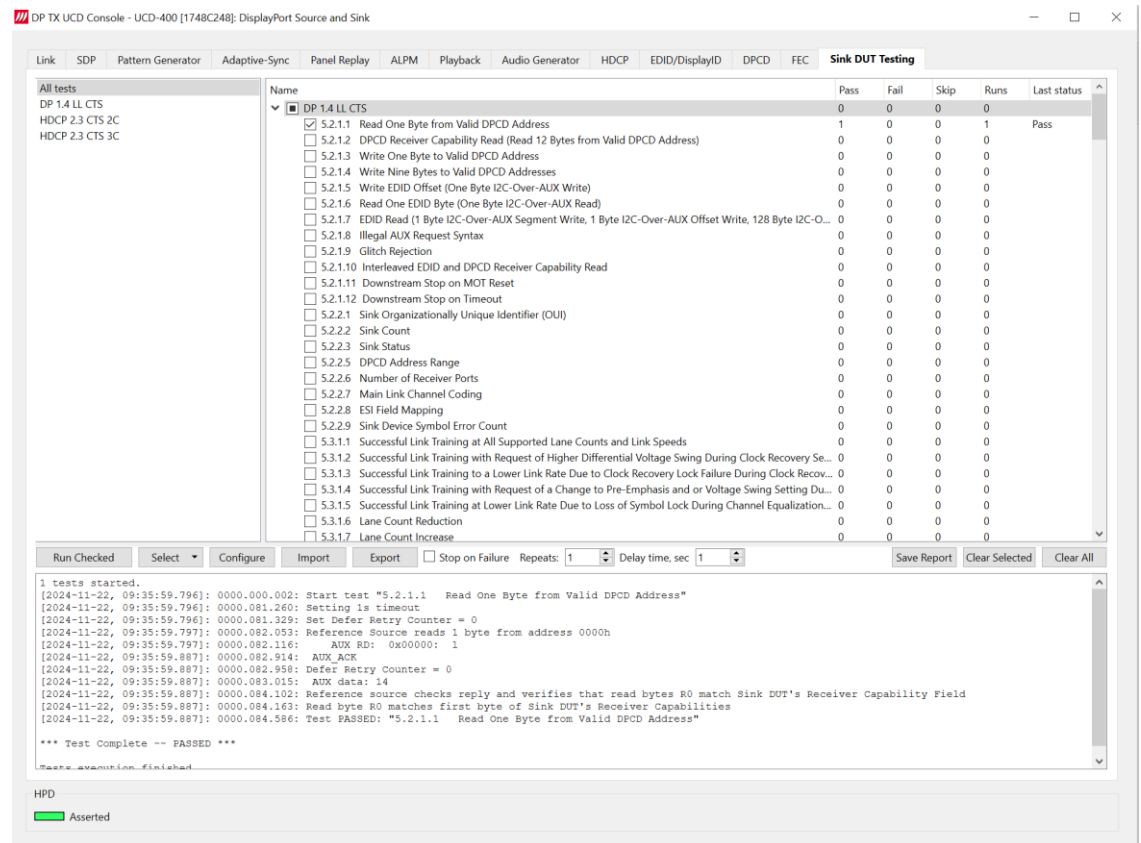 DP TX UCD Console - UCD-400 [1748C248]: DisplayPort Source and Sink
Link SDP Pattern Generator Adaptive-Sync Panel Replay ALPM Playback Audio Generator HDCP EDID/DisplayID DPCD FEC Sink DUT Testing
All tests
DP 1.4 LL CTS
HDCP 2.3 CTS 2C
HDCP 2.3 CTS 3C
Name Pass Fail Skip Runs Last status
DP 1.4 LL CTS 0 0 0 0
5.2.1.1 Read One Byte from Valid DPCD Address 1 0 0 1 Pass
5.2.1.2 DPCD Receiver Capability Read (Read 12 Bytes from Valid DPCD Address) 0 0 0 0
5.2.1.3 Write One Byte to Valid DPCD Address 0 0 0 0
5.2.1.4 Write Nine Bytes to Valid DPCD Addresses 0 0 0 0
5.2.1.5 Write EDID Offset (One Byte I2C-Over-AUX Write) 0 0 0 0
5.2.1.6 Read One EDID Byte (One Byte I2C-Over-AUX Read) 0 0 0 0
5.2.1.7 EDID Read (1 Byte I2C-Over-AUX Segment Write, 1 Byte I2C-Over-AUX Offset Write, 128 Byte I2C-O... 0 0 0 0
5.2.1.8 Illegal AUX Request Syntax 0 0 0 0
5.2.1.9 Glitch Rejection 0 0 0 0
5.2.1.10 Interleaved EDID and DPCD Receiver Capability Read 0 0 0 0
5.2.1.11 Downstream Stop on MOT Reset 0 0 0 0
5.2.1.12 Downstream Stop on Timeout 0 0 0 0
5.2.2.1 Sink Organizationally Unique Identifier (OUI) 0 0 0 0
5.2.2.2 Sink Count 0 0 0 0
5.2.2.3 Sink Status 0 0 0 0
5.2.2.5 DPCD Address Range 0 0 0 0
5.2.2.6 Number of Receiver Ports 0 0 0 0
5.2.2.7 Main Link Channel Coding 0 0 0 0
5.2.2.8 ESI Field Mapping 0 0 0 0
5.2.2.9 Sink Device Symbol Error Count 0 0 0 0
5.3.1.1 Successful Link Training at All Supported Lane Counts and Link Speeds 0 0 0 0
5.3.1.2 Successful Link Training with Request of Higher Differential Voltage Swing During Clock Recovery Se... 0 0 0 0
5.3.1.3 Successful Link Training to a Lower Link Rate Due to Clock Recovery Lock Failure During Clock Recov... 0 0 0 0
5.3.1.4 Successful Link Training with Request of a Change to Pre-Emphasis and or Voltage Swing Setting Du... 0 0 0 0
5.3.1.5 Successful Link Training at Lower Link Rate Due to Loss of Symbol Lock During Channel Equalization... 0 0 0 0
5.3.1.6 Lane Count Reduction 0 0 0 0
5.3.1.7 Lane Count Increase 0 0 0 0
Run Checked Select Configure Import Export Stop on Failure Repeats: 1 Delay time, sec 1 Save Report Clear Selected Clear All
1 tests started.
[2024-11-22, 09:35:59.796]: 0000.000.002: Start test "5.2.1.1 Read One Byte from Valid DPCD Address"
[2024-11-22, 09:35:59.796]: 0000.081.260: Setting 1s timeout
[2024-11-22, 09:35:59.796]: 0000.081.329: Set Defer Retry Counter = 0
[2024-11-22, 09:35:59.797]: 0000.082.053: Reference Source reads 1 byte from address 0000h
[2024-11-22, 09:35:59.797]: 0000.082.116: AUX RD: 0x00000: 1
[2024-11-22, 09:35:59.887]: 0000.082.914: AUX_ACK
[2024-11-22, 09:35:59.887]: 0000.082.958: Defer Retry Counter = 0
[2024-11-22, 09:35:59.887]: 0000.083.015: AUX data: 14
[2024-11-22, 09:35:59.887]: 0000.084.102: Reference source checks reply and verifies that read bytes R0 match Sink DUT's Receiver Capability Field
[2024-11-22, 09:35:59.887]: 0000.084.163: Read byte R0 matches first byte of Sink DUT's Receiver Capabilities
[2024-11-22, 09:35:59.887]: 0000.084.586: Test PASSED: "5.2.1.1 Read One Byte from Valid DPCD Address"
*** Test Complete -- PASSED ***
Tests execution finished
HPD
Asserted